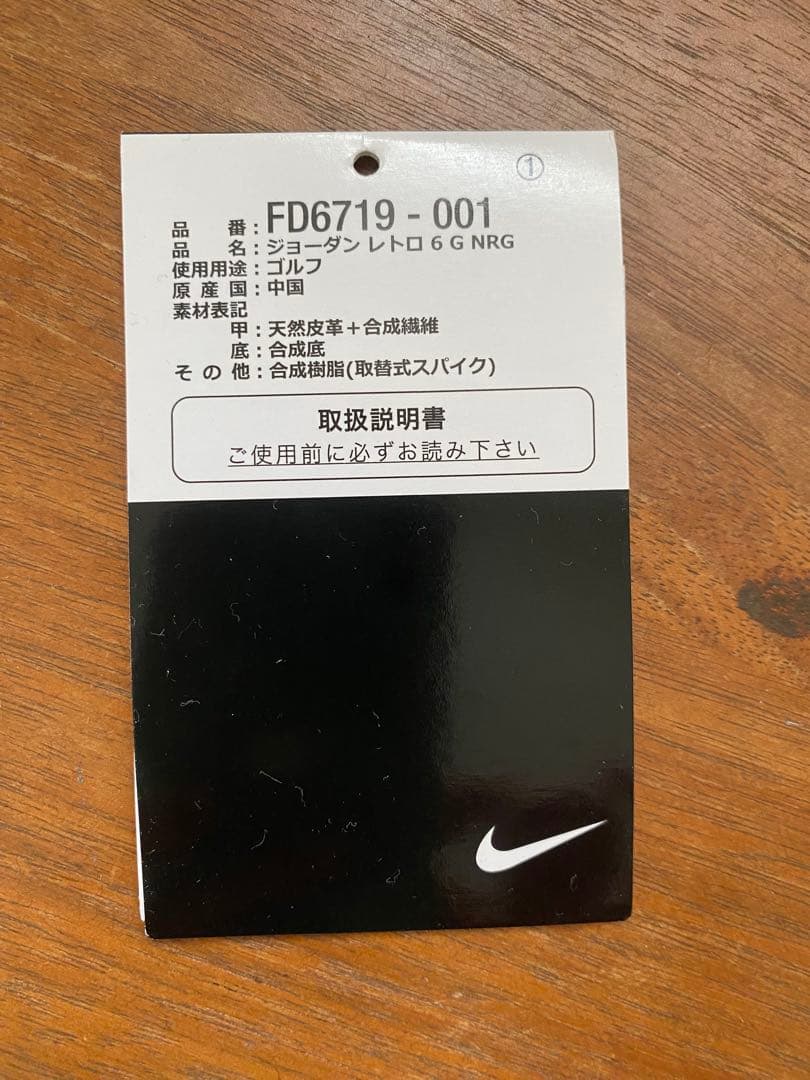 ①
品番：FD6719 - 001
品名：ジョーダン レトロ 6 G NRG
使用用途：ゴルフ
原産国：中国
素材表記
甲：天然皮革＋合成繊維
底：合成底
その他：合成樹脂(取替式スパイク)
取扱説明書
ご使用前に必ずお読み下さい